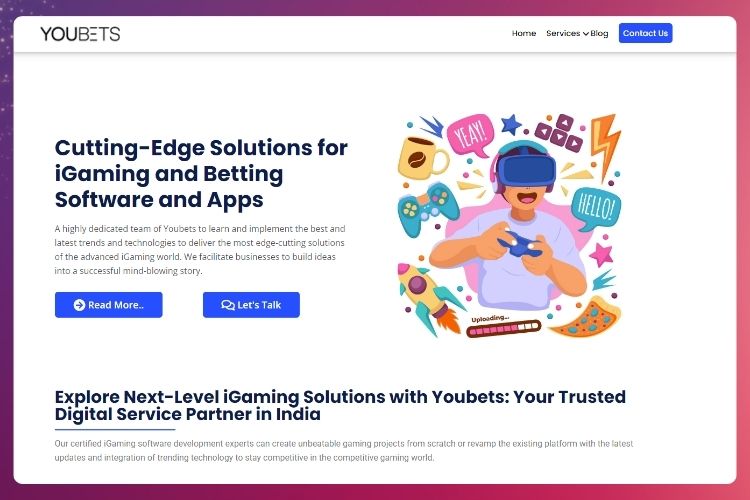 YOUBETS
Home Services Blog Contact Us
Cutting-Edge Solutions for
iGaming and Betting
Software and Apps
A highly dedicated team of Youbets to learn and implement the best and
latest trends and technologies to deliver the most edge-cutting solutions
of the advanced iGaming world. We facilitate businesses to build ideas
into a successful mind-blowing story.
Read More..
Let's Talk
YEAY!
HELLO!
Uploading...
Explore Next-Level iGaming Solutions with Youbets: Your Trusted
Digital Service Partner in India
Our certified iGaming software development experts can create unbeatable gaming projects from scratch or revamp the existing platform with the latest
updates and integration of trending technology to stay competitive in the competitive gaming world.